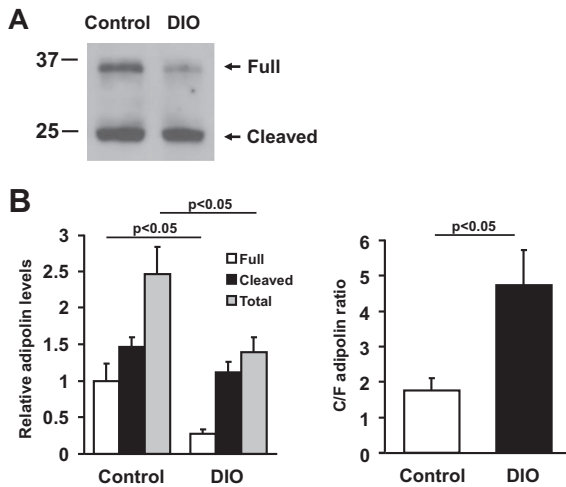 A
Control DIO
37
Full
25
Cleaved
B
p<0.05
p<0.05
Relative adipolin levels
3
2.5
2
1.5
1
0.5
0
Full
Cleaved
Total
Control DIO
p<0.05
C/F adipolin ratio
6
5
4
3
2
1
0
Control DIO